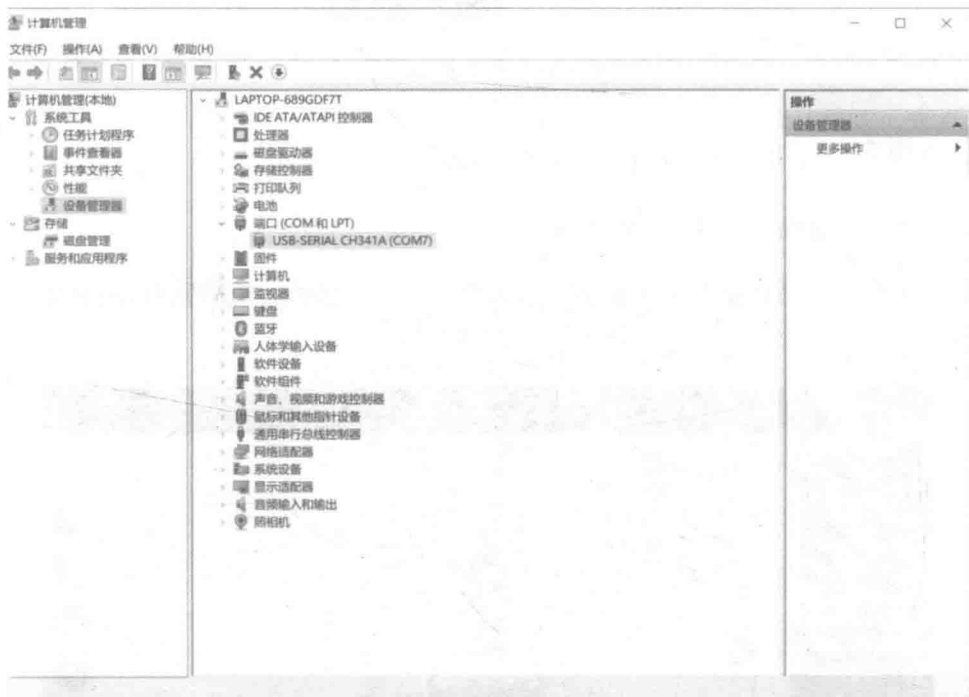 计算机管理
文件(F) 操作(A) 查看(V) 帮助(H)
计算机管理(本地)
系统工具
任务计划程序
事件查看器
共享文件夹
性能
设备管理器
存储
磁盘管理
服务和应用程序
LAPTOP-689GDF7T
IDE ATA/ATAPI 控制器
处理器
磁盘驱动器
存储控制器
打印队列
电池
端口 (COM 和 LPT)
USB-SERIAL CH341A (COM7)
固件
计算机
监视器
键盘
蓝牙
人体学输入设备
软件设备
软件组件
声音、视频和游戏控制器
鼠标和其他指针设备
通用串行总线控制器
网络适配器
系统设备
显示适配器
音频输入和输出
照相机
操作
设备管理器
更多操作